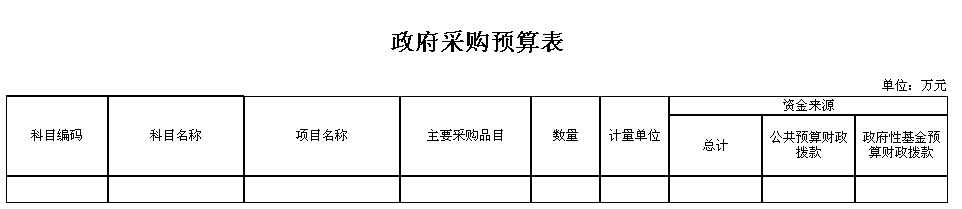 政府采购预算表
单位：万元
资金来源
科目编码 科目名称 项目名称 主要采购品目 数量 计量单位 总计 公共预算财政 政府性基金预
拨款 算财政拨款